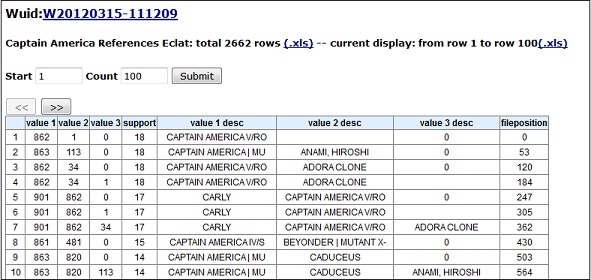 Wuid:W20120315-111209
Captain America References Eclat: total 2662 rows (.xls) -- current display: from row 1 to row 100(.xls)
Start 1 Count 100 Submit
<< >>
value 1 value 2 value 3 support value 1 desc value 2 desc value 3 desc fileposition
1 862 1 0 18 CAPTAIN AMERICA V/RO 0 0
2 863 113 0 18 CAPTAIN AMERICA | MU ANAMI, HIROSHI 0 53
3 862 34 0 18 CAPTAIN AMERICA V/RO ADORA CLONE 0 120
4 862 34 1 18 CAPTAIN AMERICA V/RO ADORA CLONE 184
5 901 862 0 17 CARLY CAPTAIN AMERICA V/RO 0 247
6 901 862 1 17 CARLY CAPTAIN AMERICA V/RO 305
7 901 862 34 17 CARLY CAPTAIN AMERICA V/RO ADORA CLONE 362
8 861 481 0 15 CAPTAIN AMERICA IV/S BEYONDER | MUTANT X- 0 430
9 863 820 0 14 CAPTAIN AMERICA | MU CADUCEUS 0 503
10 863 820 113 14 CAPTAIN AMERICA | MU CADUCEUS ANAMI, HIROSHI 564